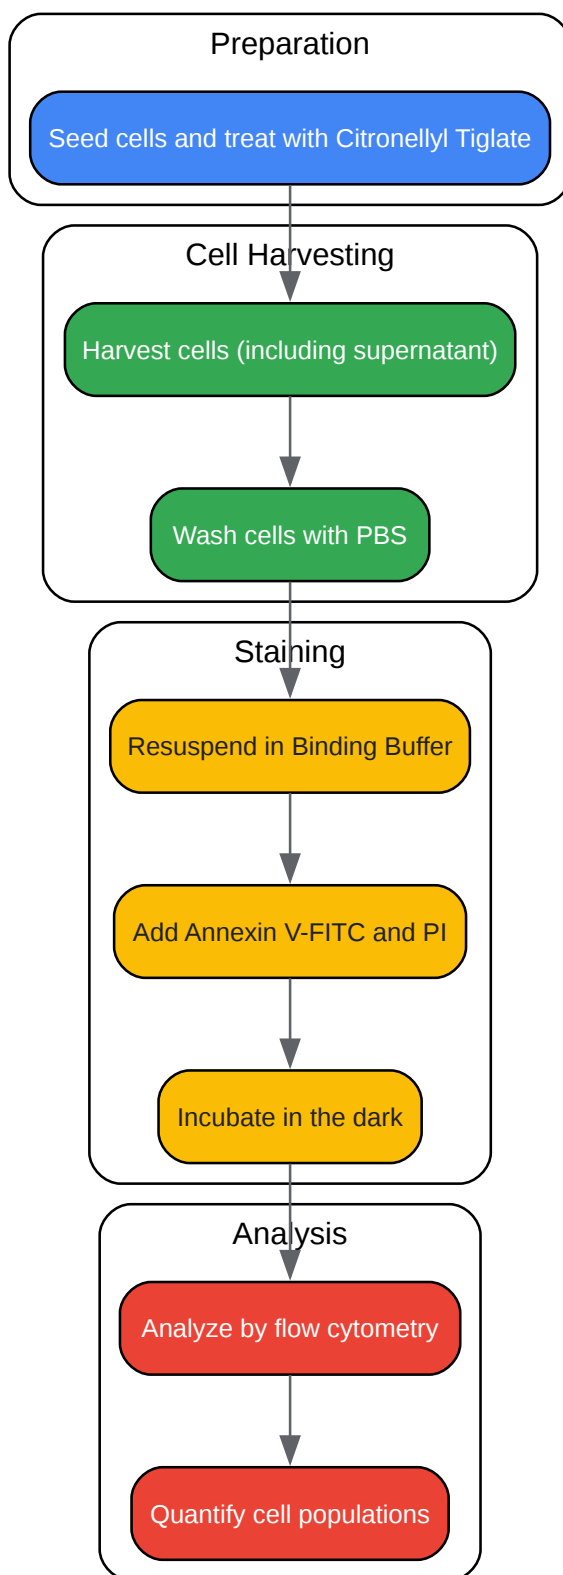 Preparation
Seed cells and treat with Citronellyl Tiglate
Cell Harvesting
Harvest cells (including supernatant)
Wash cells with PBS
Staining
Resuspend in Binding Buffer
Add Annexin V-FITC and PI
Incubate in the dark
Analysis
Analyze by flow cytometry
Quantify cell populations